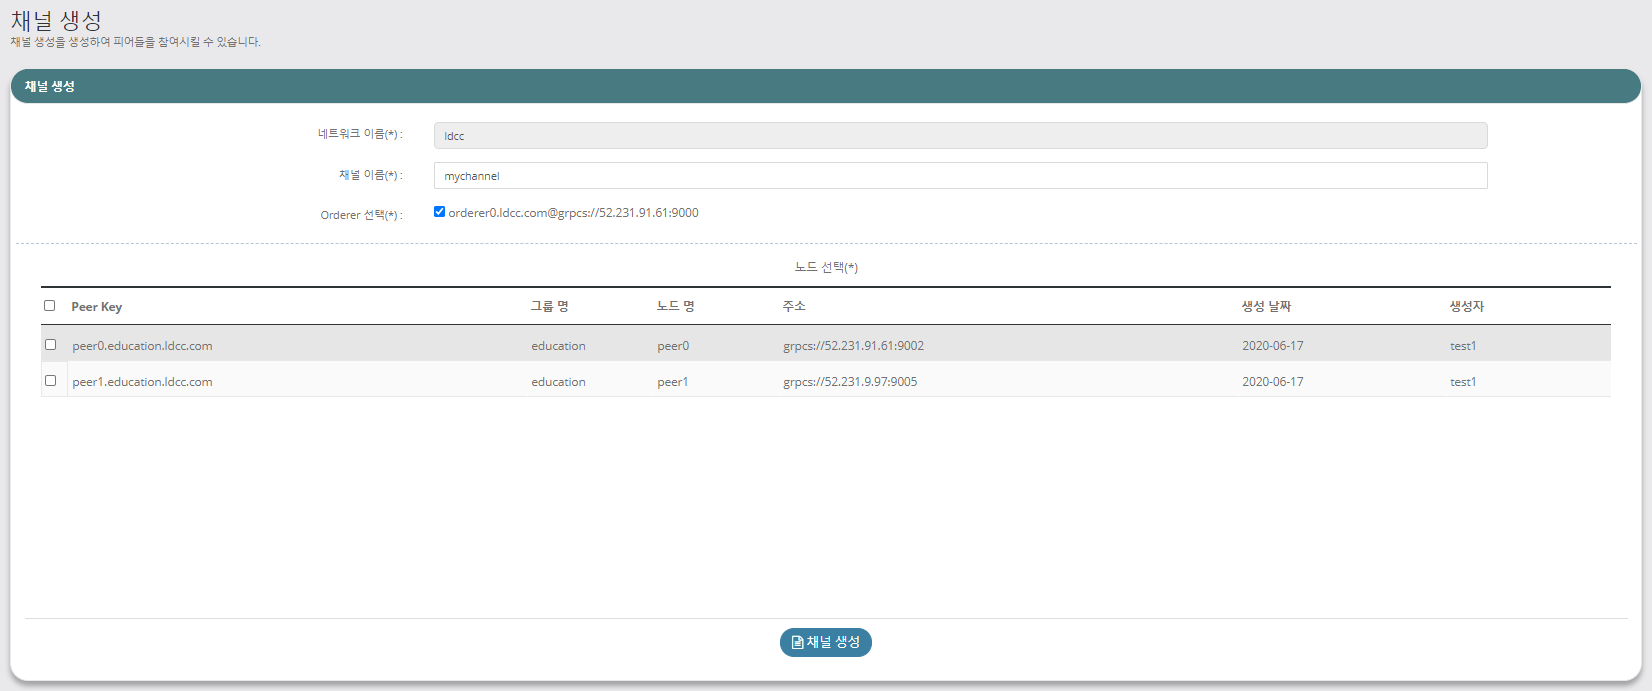 채널 생성
채널 생성을 생성하여 피어들을 참여시킬 수 있습니다.
채널 생성
네트워크 이름(*) : ldcc
채널 이름(*) : mychannel
Orderer 선택(*) : orderer0.ldcc.com@grpcs://52.231.91.61:9000
노드 선택(*)
Peer Key 그룹 명 노드 명 주소 생성 날짜 생성자
peer0.education.ldcc.com education peer0 grpcs://52.231.91.61:9002 2020-06-17 test1
peer1.education.ldcc.com education peer1 grpcs://52.231.9.97:9005 2020-06-17 test1
채널 생성